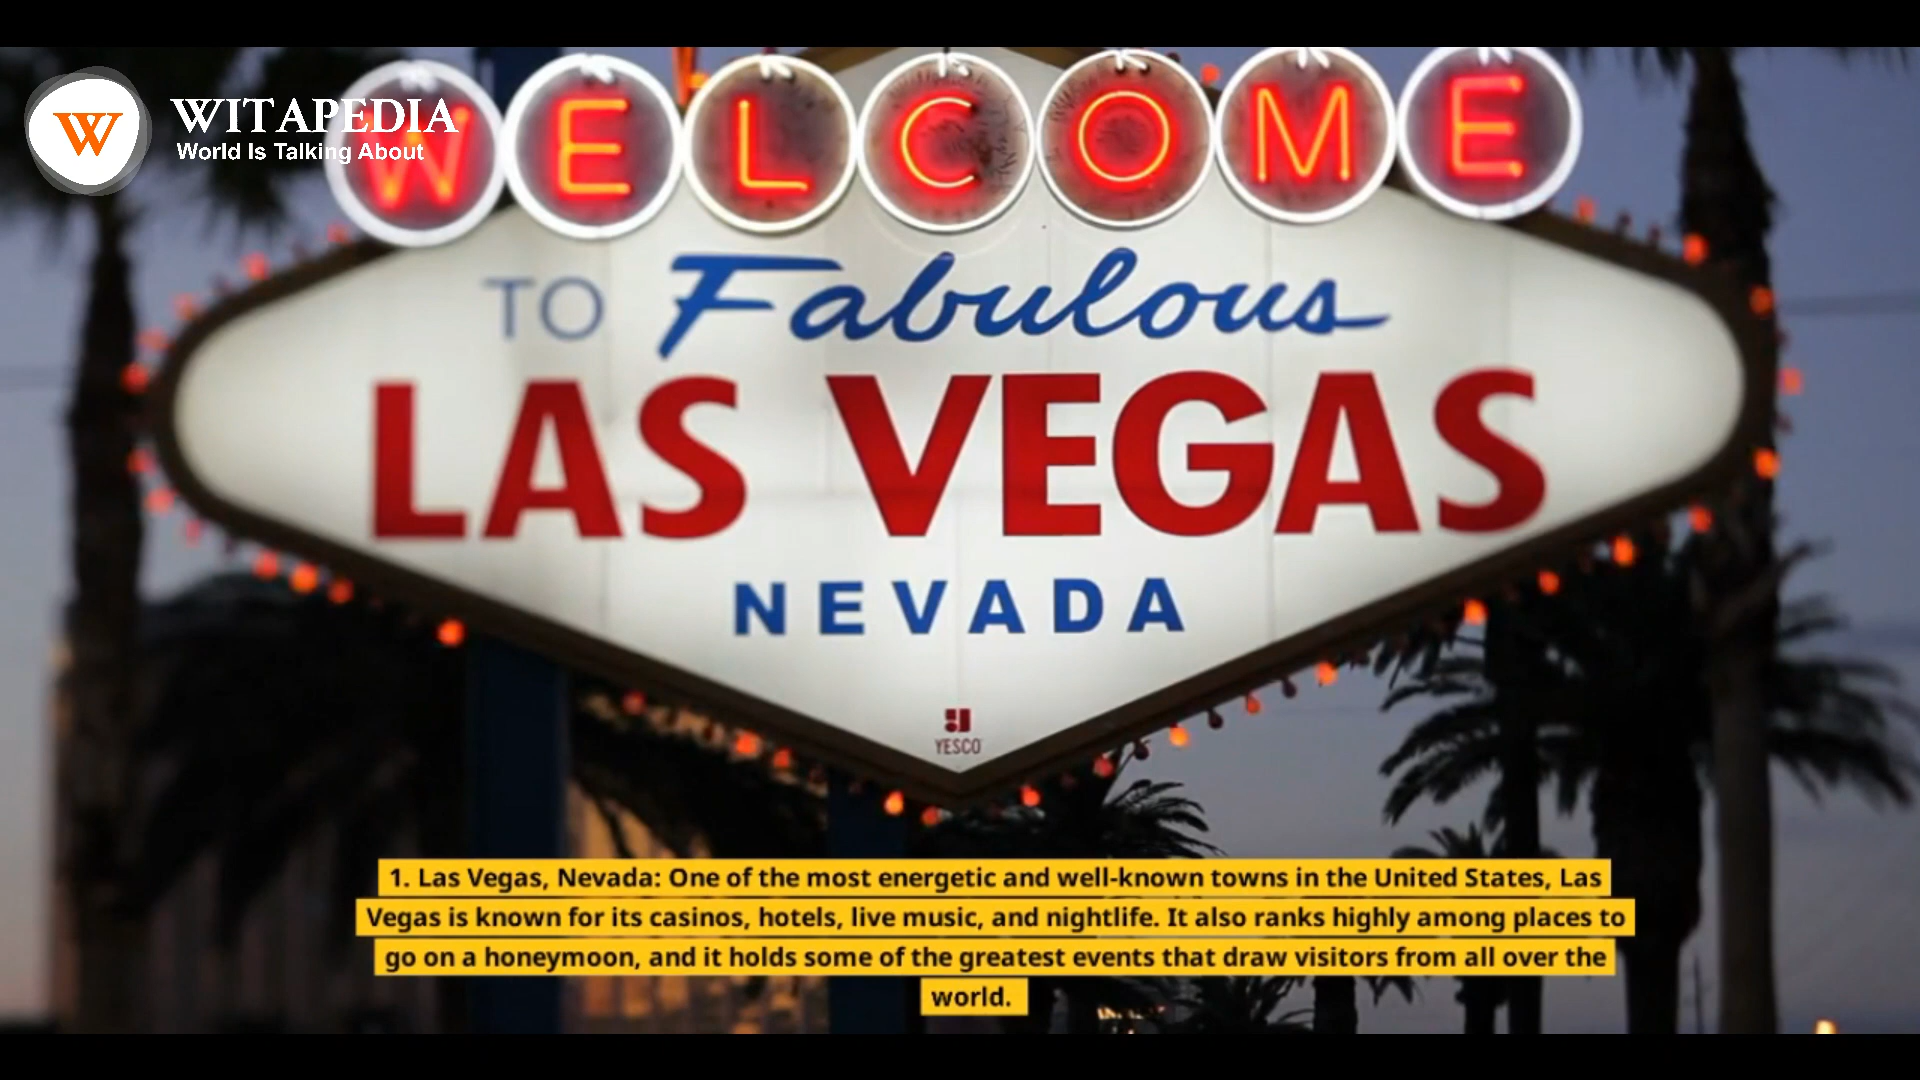 WITAPEDIA
World Is Talking About
WELCOME
TO Fabulous
LAS VEGAS
NEVADA
YESCO
1. Las Vegas, Nevada: One of the most energetic and well-known towns in the United States, Las
Vegas is known for its casinos, hotels, live music, and nightlife. It also ranks highly among places to
go on a honeymoon, and it holds some of the greatest events that draw visitors from all over the
world.